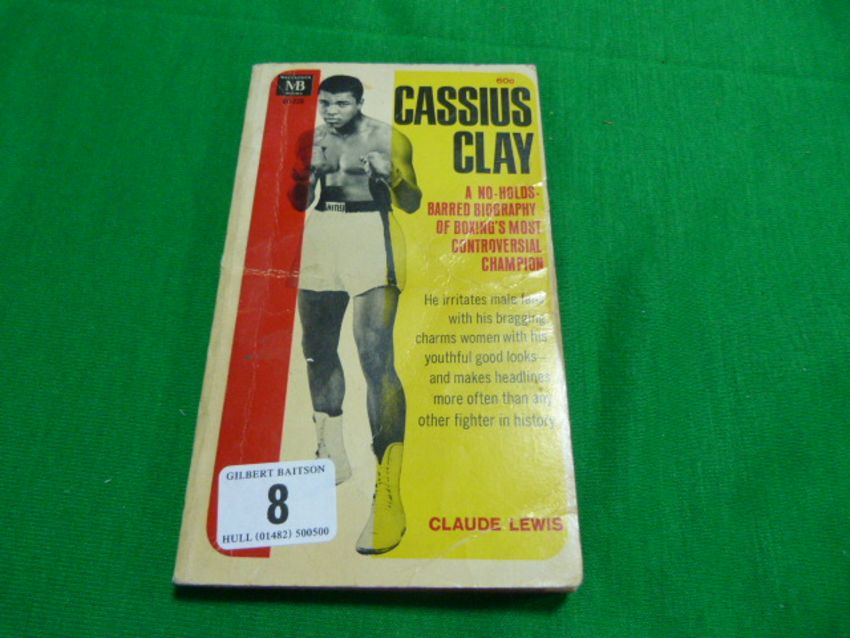 MACFADDEN
MB
BOOKS
60¢
CASSIUS
CLAY
A NO-HOLDS-
BARRED BIOGRAPHY
OF BOXING'S MOST
CONTROVERSIAL
CHAMPION
He irritates male fans
with his bragging,
charms women with his
youthful good looks—
and makes headlines
more often than any
other fighter in history
CLAUDE LEWIS
GILBERT BAITSON
8
HULL (01482) 500500